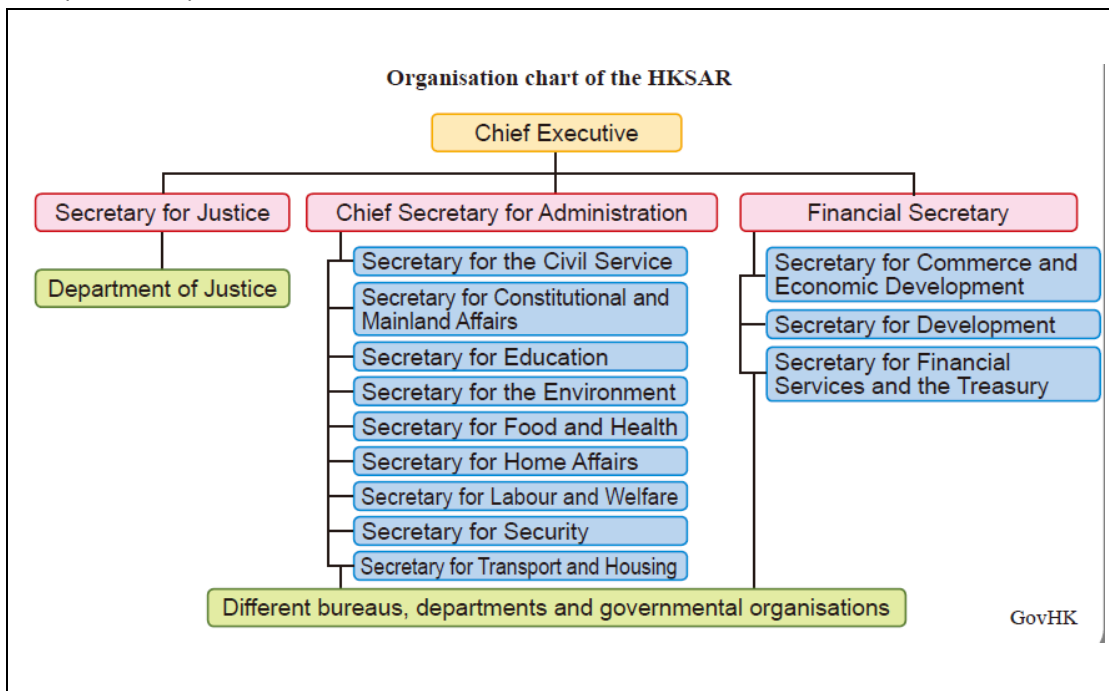 Organisation chart of the HKSAR
Chief Executive
Secretary for Justice
Department of Justice
Chief Secretary for Administration
Secretary for the Civil Service
Secretary for Constitutional and
Mainland Affairs
Secretary for Education
Secretary for the Environment
Secretary for Food and Health
Secretary for Home Affairs
Secretary for Labour and Welfare
Secretary for Security
Secretary for Transport and Housing
Financial Secretary
Secretary for Commerce and
Economic Development
Secretary for Development
Secretary for Financial
Services and the Treasury
Different bureaus, departments and governmental organisations
GovHK